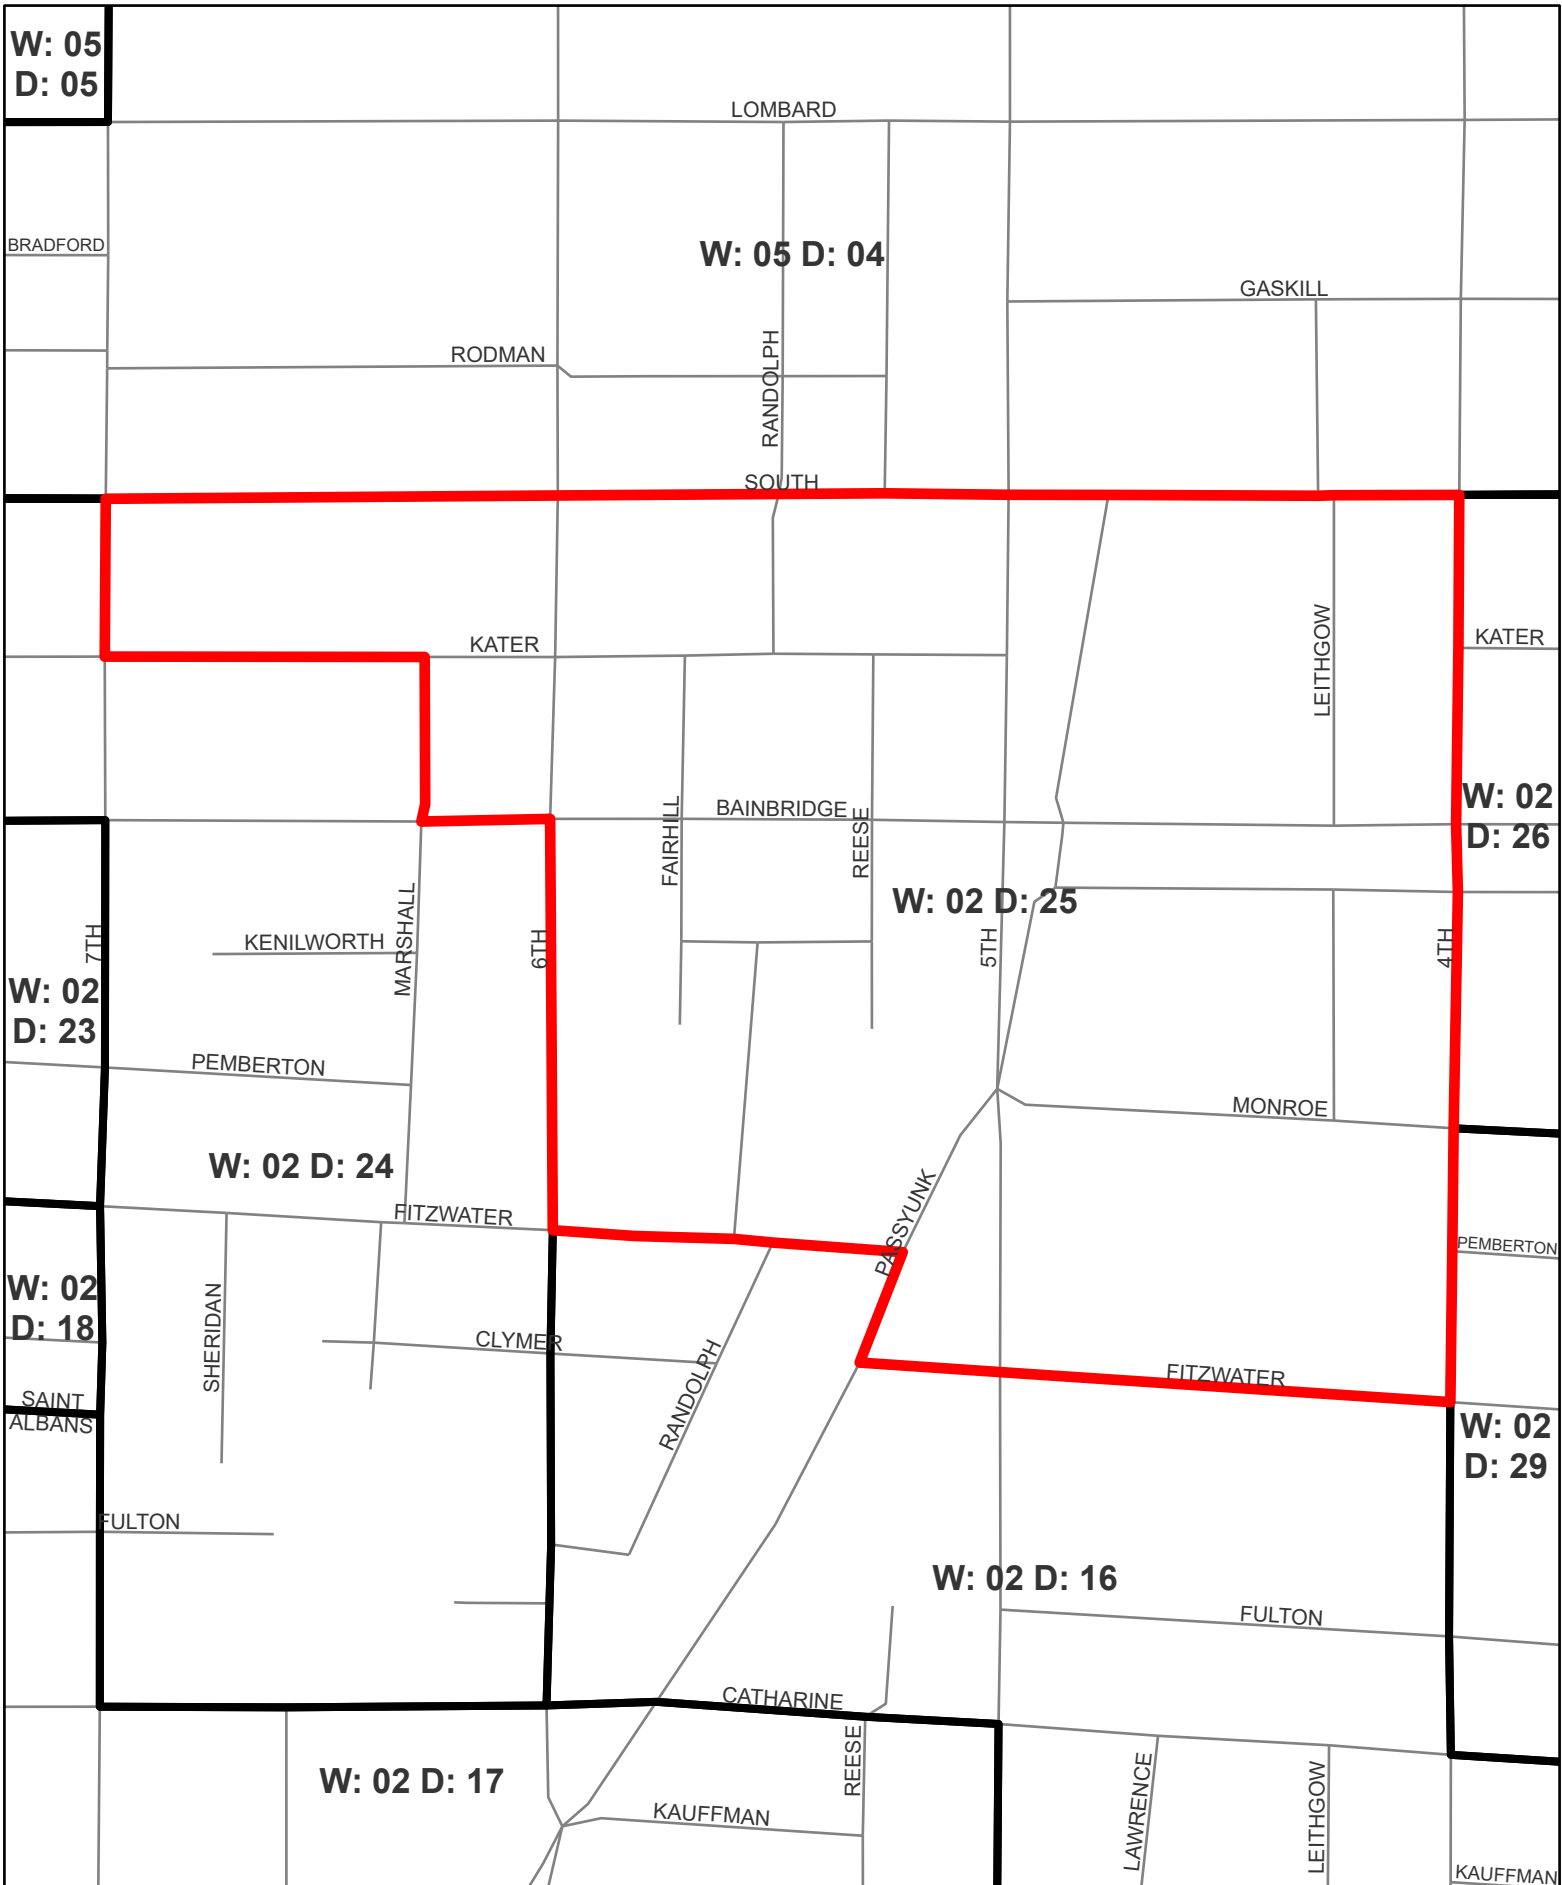 W: 05
D: 05
LOMBARD
BRADFORD
W: 05 D: 04
GASKILL
RODMAN
RANDOLPH
SOUTH
KATER
LEITHGOW
KATER
W: 02
D: 26
FAIRHILL
BAINBRIDGE
REESE
W: 02 D: 25
7TH
KENILWORTH
MARSHALL
6TH
5TH
4TH
W: 02
D: 23
PEMBERTON
MONROE
W: 02 D: 24
FITZWATER
PASSYUNK
PEMBERTON
W: 02
D: 18
SHERIDAN
CLYMER
RANDOLPH
FITZWATER
SAINT
ALBANS
W: 02
D: 29
FULTON
W: 02 D: 16
FULTON
CATHARINE
REESE
W: 02 D: 17
KAUFFMAN
LAWRENCE
LEITHGOW
KAUFFMAN